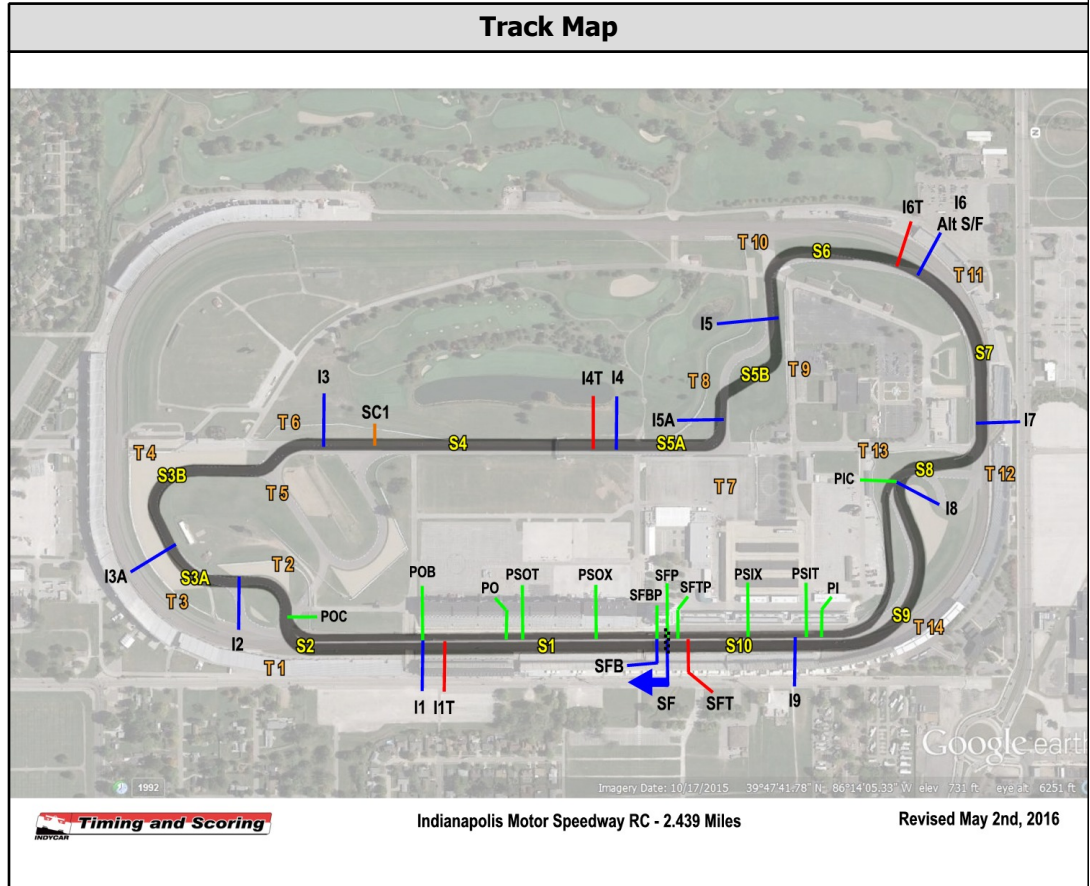 Track Map
I6T
I6
Alt S/F
T 10
S6
T 11
I5
S7
T 9
T 8
S5B
I3
SC1
I4T
I4
I5A
T 6
S4
S5A
I7
T 4
T 13
S8
T 12
S3B
T 5
T 7
PIC
I8
I3A
S3A
T 2
T 3
POB
PO
PSOT
PSOX
SFP
SFBP
SFTP
PSIX
PSIT
PI
POC
S9
T 14
I2
S2
S1
S10
T 1
SFB
I1
I1T
SF
SFT
I9
N
Google earth
1992
Imagery Date: 10/17/2015 39°47'41.78" N 86°14'05.33" W elev 731 ft eye alt 6251 ft
INDYCAR
Timing and Scoring
Indianapolis Motor Speedway RC - 2.439 Miles
Revised May 2nd, 2016